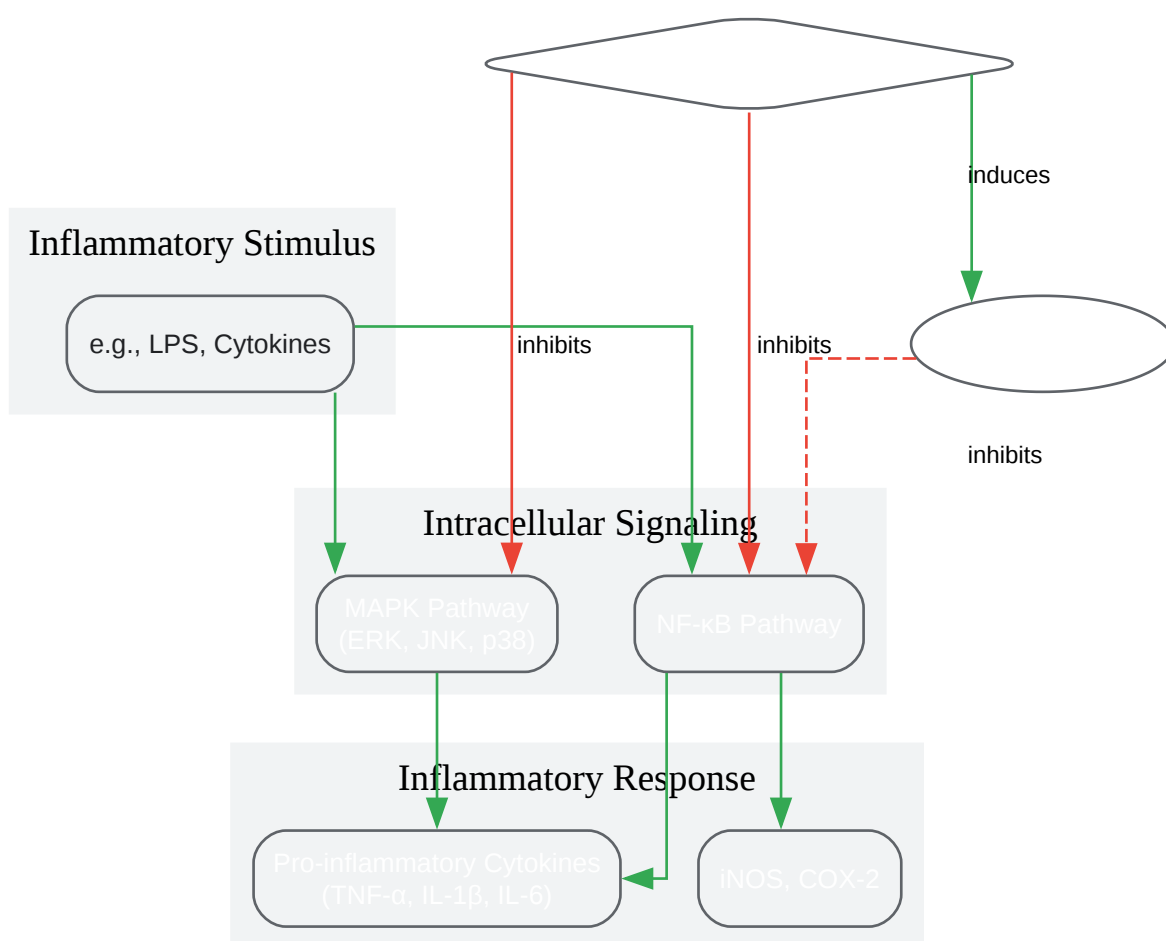 induces
Inflammatory Stimulus
e.g., LPS, Cytokines
inhibits
inhibits
inhibits
Intracellular Signaling
MAPK Pathway
(ERK, JNK, p38)
NF-κB Pathway
Inflammatory Response
Pro-inflammatory Cytokines
(TNF-α, IL-1β, IL-6)
iNOS, COX-2